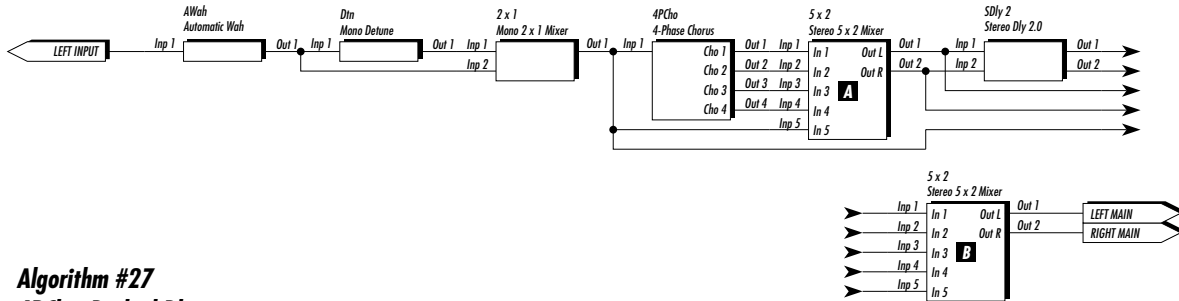 AWah
Automatic Wah
Dtn
Mono Detune
2 x 1
Mono 2 x 1 Mixer
4PCho
4-Phase Chorus
5 x 2
Stereo 5 x 2 Mixer
SDly 2
Stereo Dly 2.0
LEFT INPUT
Inp 1
Out 1
Inp 1
Out 1
Inp 1
Inp 2
Out 1
Inp 1
Cho 1
Cho 2
Cho 3
Cho 4
Out 1
Out 2
Out 3
Out 4
Inp 1
Inp 2
Inp 3
Inp 4
Inp 5
In 1
In 2
In 3
In 4
In 5
Out L
Out R
A
Out 1
Out 2
Inp 1
Inp 2
Out 1
Out 2
5 x 2
Stereo 5 x 2 Mixer
Inp 1
Inp 2
Inp 3
Inp 4
Inp 5
In 1
In 2
In 3
In 4
In 5
Out L
Out R
B
Out 1
Out 2
LEFT MAIN
RIGHT MAIN
Algorithm #27